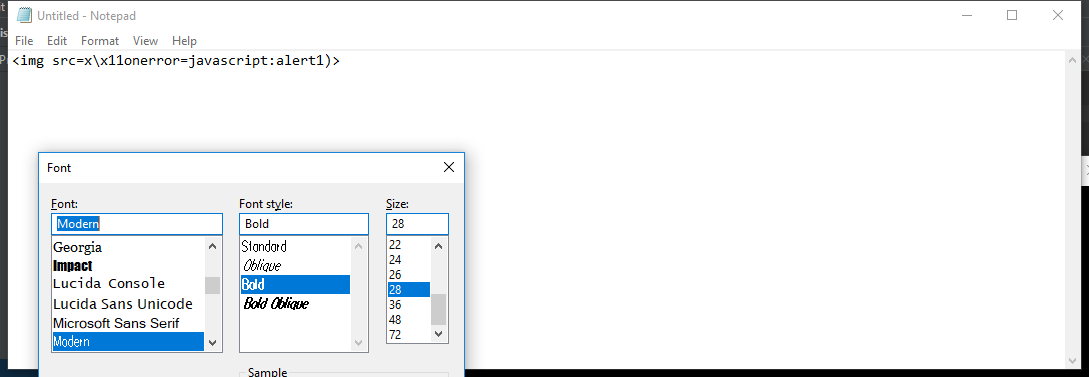 Untitled - Notepad
File Edit Format View Help
<img src=x\x11onerror=javascript:alert1)>
Font
Font: Font style: Size:
Modern Bold 28
Georgia
Impact
Lucida Console
Lucida Sans Unicode
Microsoft Sans Serif
Modern
Standard
Oblique
Bold
Bold Oblique
22
24
26
28
36
48
72
Sample